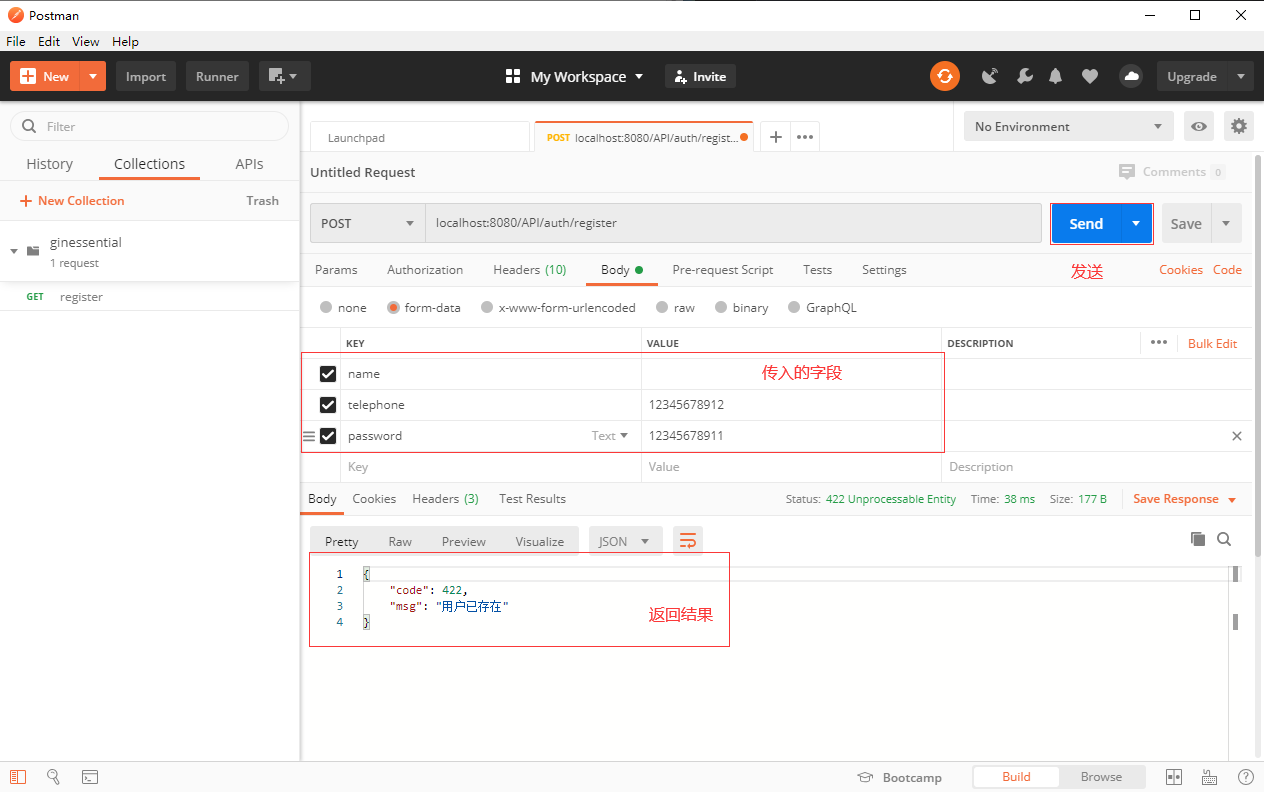 Postman
File Edit View Help
New Import Runner My Workspace Invite Upgrade
Filter
History Collections APIs
New Collection Trash
ginessential
1 request
GET register
Launchpad
POST localhost:8080/API/auth/regist...
No Environment
Untitled Request
Comments 0
POST localhost:8080/API/auth/register
Send Save
发送
Params Authorization Headers (10) Body Pre-request Script Tests Settings
Cookies Code
none form-data x-www-form-urlencoded raw binary GraphQL
KEY VALUE DESCRIPTION ••• Bulk Edit
name 传入的字段
telephone 12345678912
password Text 12345678911
Key Value Description
Body Cookies Headers (3) Test Results Status: 422 Unprocessable Entity Time: 38 ms Size: 177 B Save Response
Pretty Raw Preview Visualize JSON
1 {
2 "code": 422,
3 "msg": "用户已存在"
4 }
返回结果
Bootcamp Build Browse